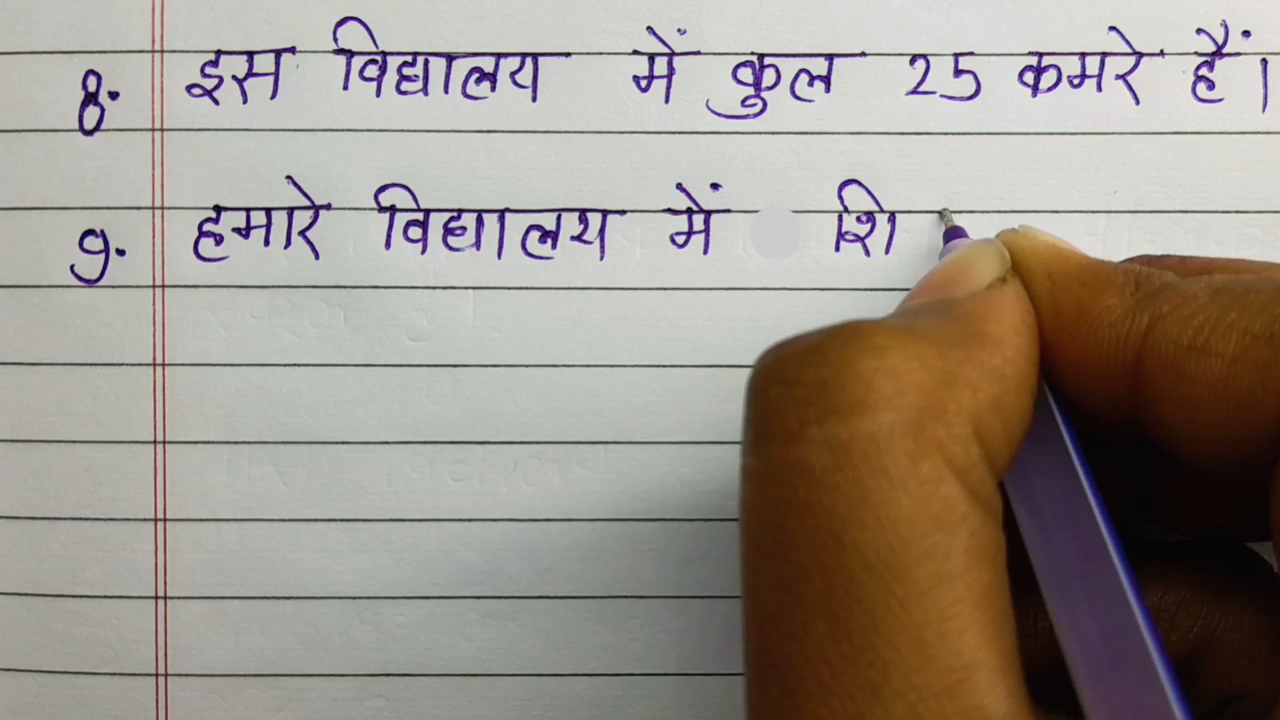 8. इस विद्यालय में कुल 25 कमरे हैं।
9. हमारे विद्यालय में शि